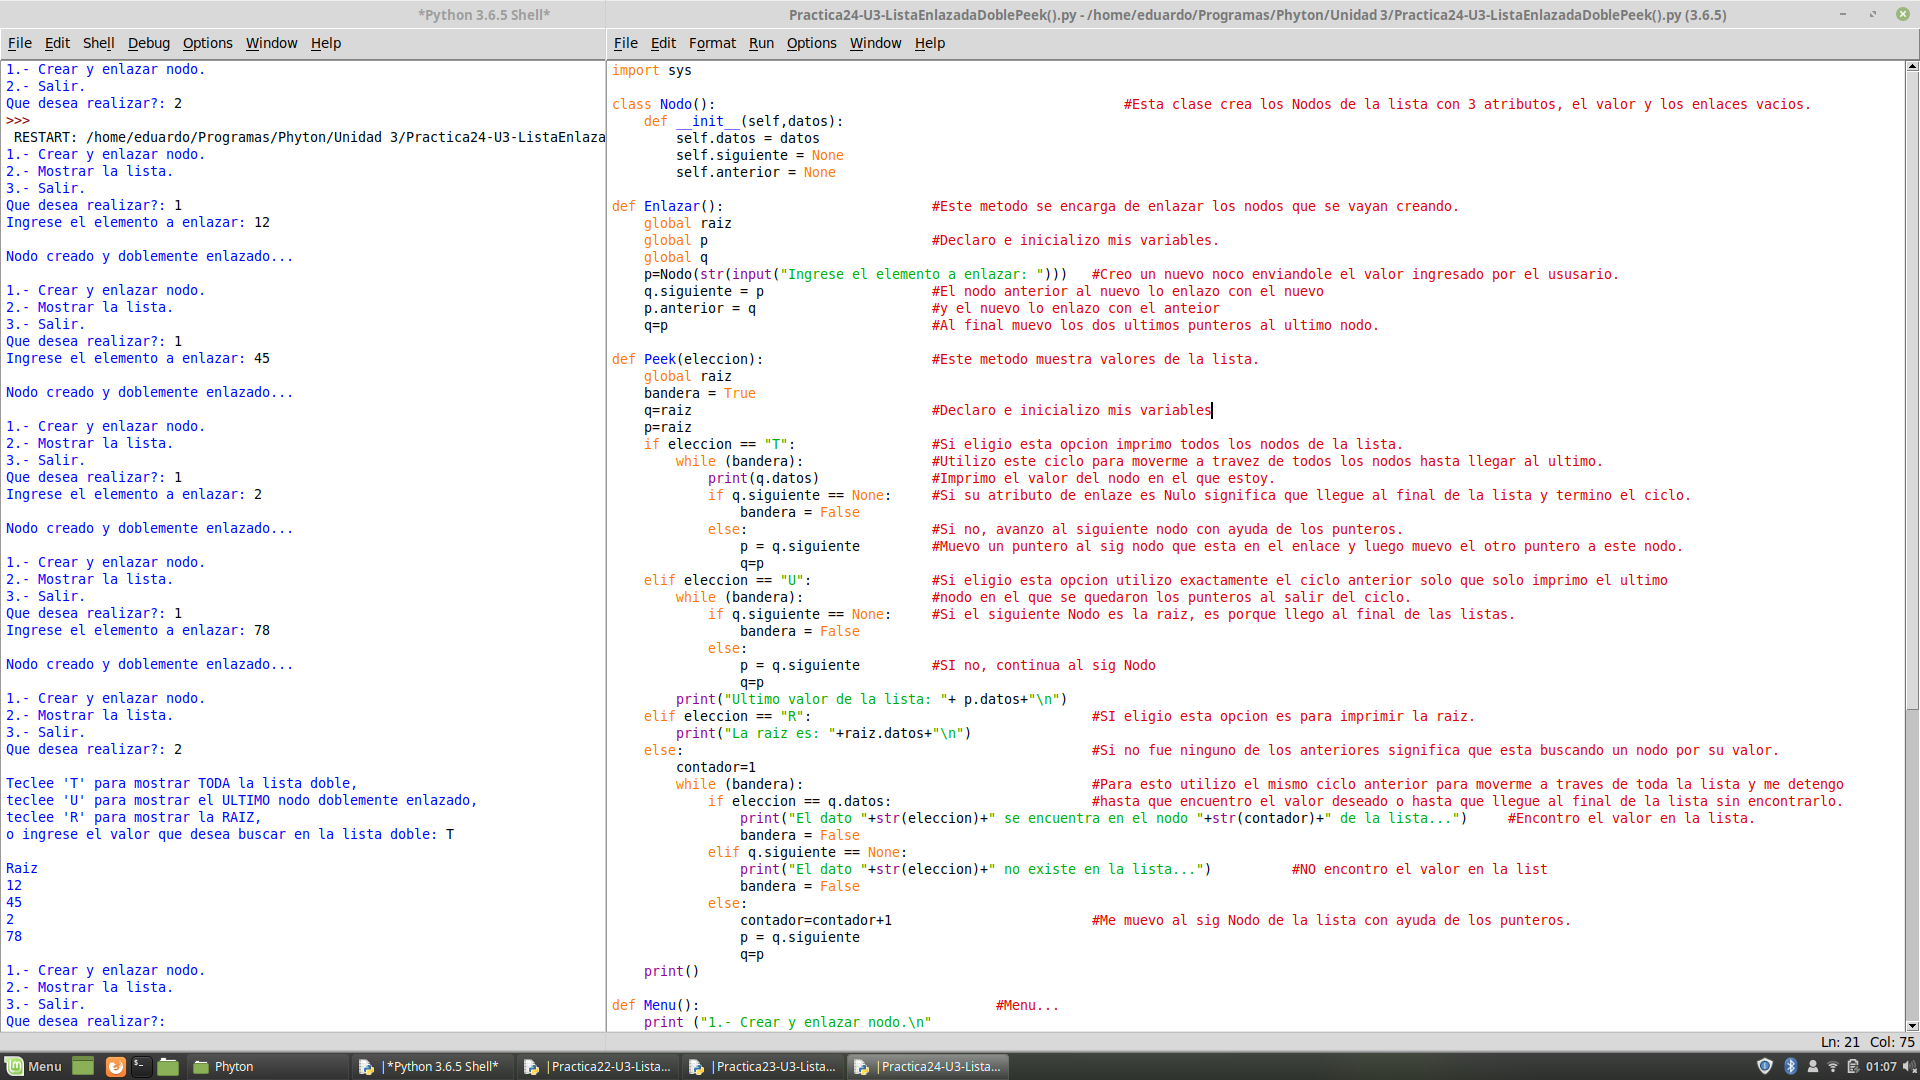 *Python 3.6.5 Shell*
File Edit Shell Debug Options Window Help
1.- Crear y enlazar nodo.
2.- Salir.
Que desea realizar?: 2
>>>
 RESTART: /home/eduardo/Programas/Phyton/Unidad 3/Practica24-U3-ListaEnlaza
1.- Crear y enlazar nodo.
2.- Mostrar la lista.
3.- Salir.
Que desea realizar?: 1
Ingrese el elemento a enlazar: 12

Nodo creado y doblemente enlazado...

1.- Crear y enlazar nodo.
2.- Mostrar la lista.
3.- Salir.
Que desea realizar?: 1
Ingrese el elemento a enlazar: 45

Nodo creado y doblemente enlazado...

1.- Crear y enlazar nodo.
2.- Mostrar la lista.
3.- Salir.
Que desea realizar?: 1
Ingrese el elemento a enlazar: 2

Nodo creado y doblemente enlazado...

1.- Crear y enlazar nodo.
2.- Mostrar la lista.
3.- Salir.
Que desea realizar?: 1
Ingrese el elemento a enlazar: 78

Nodo creado y doblemente enlazado...

1.- Crear y enlazar nodo.
2.- Mostrar la lista.
3.- Salir.
Que desea realizar?: 2

Teclee 'T' para mostrar TODA la lista doble,
teclee 'U' para mostrar el ULTIMO nodo doblemente enlazado,
teclee 'R' para mostrar la RAIZ,
o ingrese el valor que desea buscar en la lista doble: T

Raiz
12
45
2
78

1.- Crear y enlazar nodo.
2.- Mostrar la lista.
3.- Salir.
Que desea realizar?:
Practica24-U3-ListaEnlazadaDoblePeek().py - /home/eduardo/Programas/Phyton/Unidad 3/Practica24-U3-ListaEnlazadaDoblePeek().py (3.6.5)
File Edit Format Run Options Window Help
import sys

class Nodo(): #Esta clase crea los Nodos de la lista con 3 atributos, el valor y los enlaces vacios.
    def __init__(self,datos):
        self.datos = datos
        self.siguiente = None
        self.anterior = None

def Enlazar(): #Este metodo se encarga de enlazar los nodos que se vayan creando.
    global raiz
    global p #Declaro e inicializo mis variables.
    global q
    p=Nodo(str(input("Ingrese el elemento a enlazar: "))) #Creo un nuevo noco enviandole el valor ingresado por el ususario.
    q.siguiente = p #El nodo anterior al nuevo lo enlazo con el nuevo
    p.anterior = q #y el nuevo lo enlazo con el anteior
    q=p #Al final muevo los dos ultimos punteros al ultimo nodo.

def Peek(eleccion): #Este metodo muestra valores de la lista.
    global raiz
    bandera = True
    q=raiz #Declaro e inicializo mis variables
    p=raiz
    if eleccion == "T": #Si eligio esta opcion imprimo todos los nodos de la lista.
        while (bandera): #Utilizo este ciclo para moverme a travez de todos los nodos hasta llegar al ultimo.
            print(q.datos) #Imprimo el valor del nodo en el que estoy.
            if q.siguiente == None: #Si su atributo de enlaze es Nulo significa que llegue al final de la lista y termino el ciclo.
                bandera = False
            else: #Si no, avanzo al siguiente nodo con ayuda de los punteros.
                p = q.siguiente #Muevo un puntero al sig nodo que esta en el enlace y luego muevo el otro puntero a este nodo.
                q=p
    elif eleccion == "U": #Si eligio esta opcion utilizo exactamente el ciclo anterior solo que solo imprimo el ultimo
        while (bandera): #nodo en el que se quedaron los punteros al salir del ciclo.
            if q.siguiente == None: #Si el siguiente Nodo es la raiz, es porque llego al final de las listas.
                bandera = False
            else:
                p = q.siguiente #SI no, continua al sig Nodo
                q=p
        print("Ultimo valor de la lista: "+ p.datos+"\n")
    elif eleccion == "R": #SI eligio esta opcion es para imprimir la raiz.
        print("La raiz es: "+raiz.datos+"\n")
    else: #Si no fue ninguno de los anteriores significa que esta buscando un nodo por su valor.
        contador=1
        while (bandera): #Para esto utilizo el mismo ciclo anterior para moverme a traves de toda la lista y me detengo
            if eleccion == q.datos: #hasta que encuentro el valor deseado o hasta que llegue al final de la lista sin encontrarlo.
                print("El dato "+str(eleccion)+" se encuentra en el nodo "+str(contador)+" de la lista...") #Encontro el valor en la lista.
                bandera = False
            elif q.siguiente == None:
                print("El dato "+str(eleccion)+" no existe en la lista...") #NO encontro el valor en la list
                bandera = False
            else:
                contador=contador+1 #Me muevo al sig Nodo de la lista con ayuda de los punteros.
                p = q.siguiente
                q=p
    print()

def Menu(): #Menu...
    print ("1.- Crear y enlazar nodo.\n"
Ln: 21 Col: 75
Menu Phyton |*Python 3.6.5 Shell* |Practica22-U3-Lista... |Practica23-U3-Lista... |Practica24-U3-Lista... 01:07